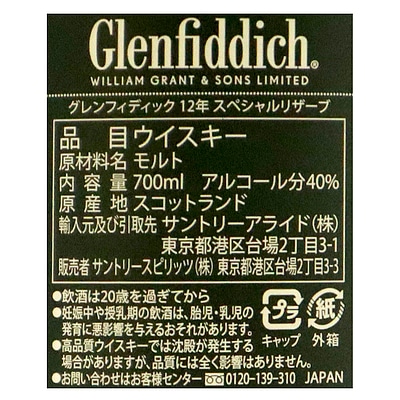 Glenfiddich®
WILLIAM GRANT & SONS LIMITED
グレンフィディック 12年 スペシャルリザーブ
品 目 ウイスキー
原材料名 モルト
内 容 量 700ml アルコール分40%
原 産 地 スコットランド
輸入元及び引取先 サントリーアライド(株)
東京都港区台場2丁目3-1
販売者 サントリースピリッツ(株) 東京都港区台場2丁目3-3
●飲酒は20歳を過ぎてから
●妊娠中や授乳期の飲酒は、胎児・乳児の
発育に悪影響を与えるおそれがあります。
●高品質ウイスキーでは沈殿が発生する
場合がありますが、品質には全く影響はありません。
●お問い合わせはお客様センター 0120-139-310 JAPAN
プラ 紙
キャップ 外箱